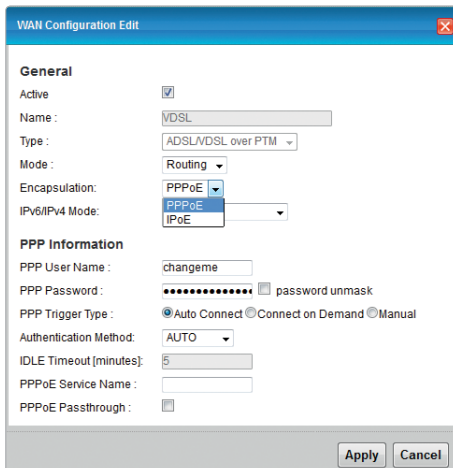 WAN Configuration Edit
General
Active
Name : VDSL
Type : ADSL/VDSL over PTM
Mode : Routing
Encapsulation: PPPoE
PPPoE
IPoE
IPv6/IPv4 Mode:
PPP Information
PPP User Name : changeme
PPP Password : ●●●●●●●●●●●●●● password unmask
PPP Trigger Type : Auto Connect Connect on Demand Manual
Authentication Method: AUTO
IDLE Timeout [minutes]: 5
PPPoE Service Name :
PPPoE Passthrough :
Apply Cancel